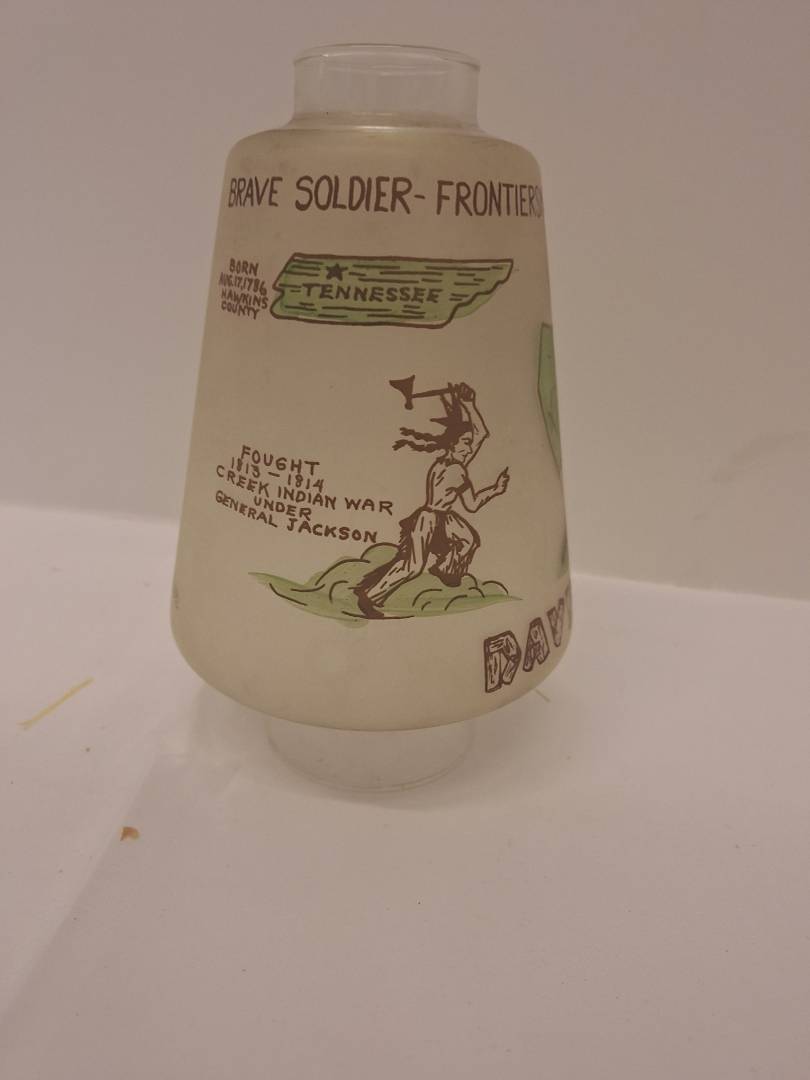 BRAVE SOLDIER- FRONTIERS
BORN
AUG.17,1786
HAWKINS
COUNTY
TENNESSEE
FOUGHT
1813 - 1814
CREEK INDIAN WAR
UNDER
GENERAL JACKSON
DAV